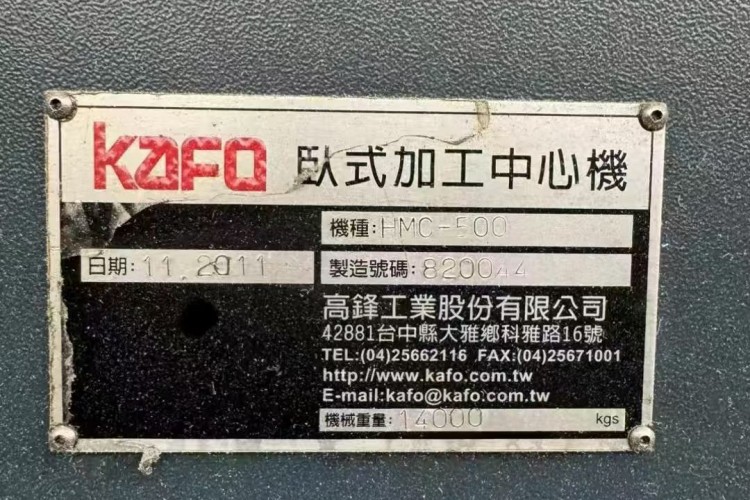 kafo 臥式加工中心機
機種:HMC-500
日期:11.2011
製造號碼:820044
高鋒工業股份有限公司
42881台中縣大雅鄉科雅路16號
TEL:(04)25662116 FAX:(04)25671001
http://www.kafo.com.tw
E-mail:kafo@kafo.com.tw
機械重量:14000 kgs